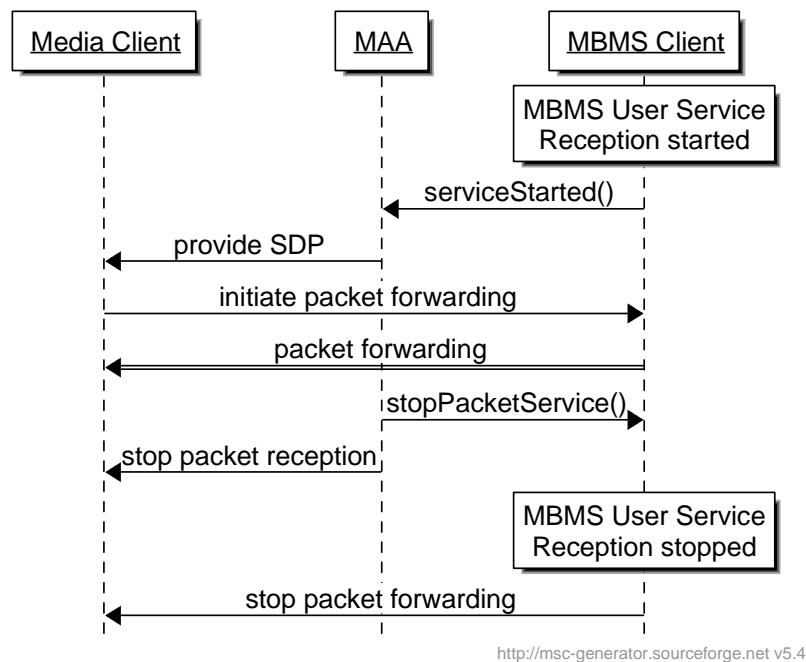 Media Client
MAA
MBMS Client
MBMS User Service
Reception started
serviceStarted()
provide SDP
initiate packet forwarding
packet forwarding
stopPacketService()
stop packet reception
MBMS User Service
Reception stopped
stop packet forwarding
http://msc-generator.sourceforge.net v5.4